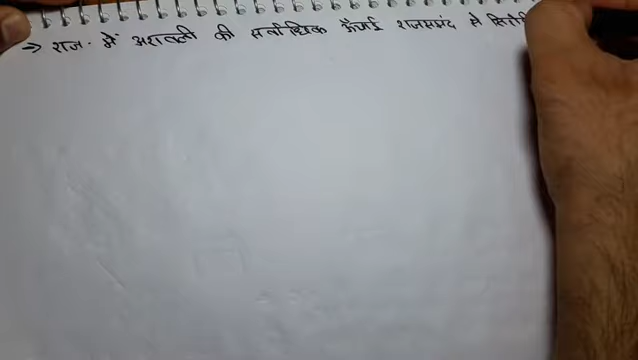 → राज. में अरावली की सर्वाधिक ऊँचाई राजसमंद से